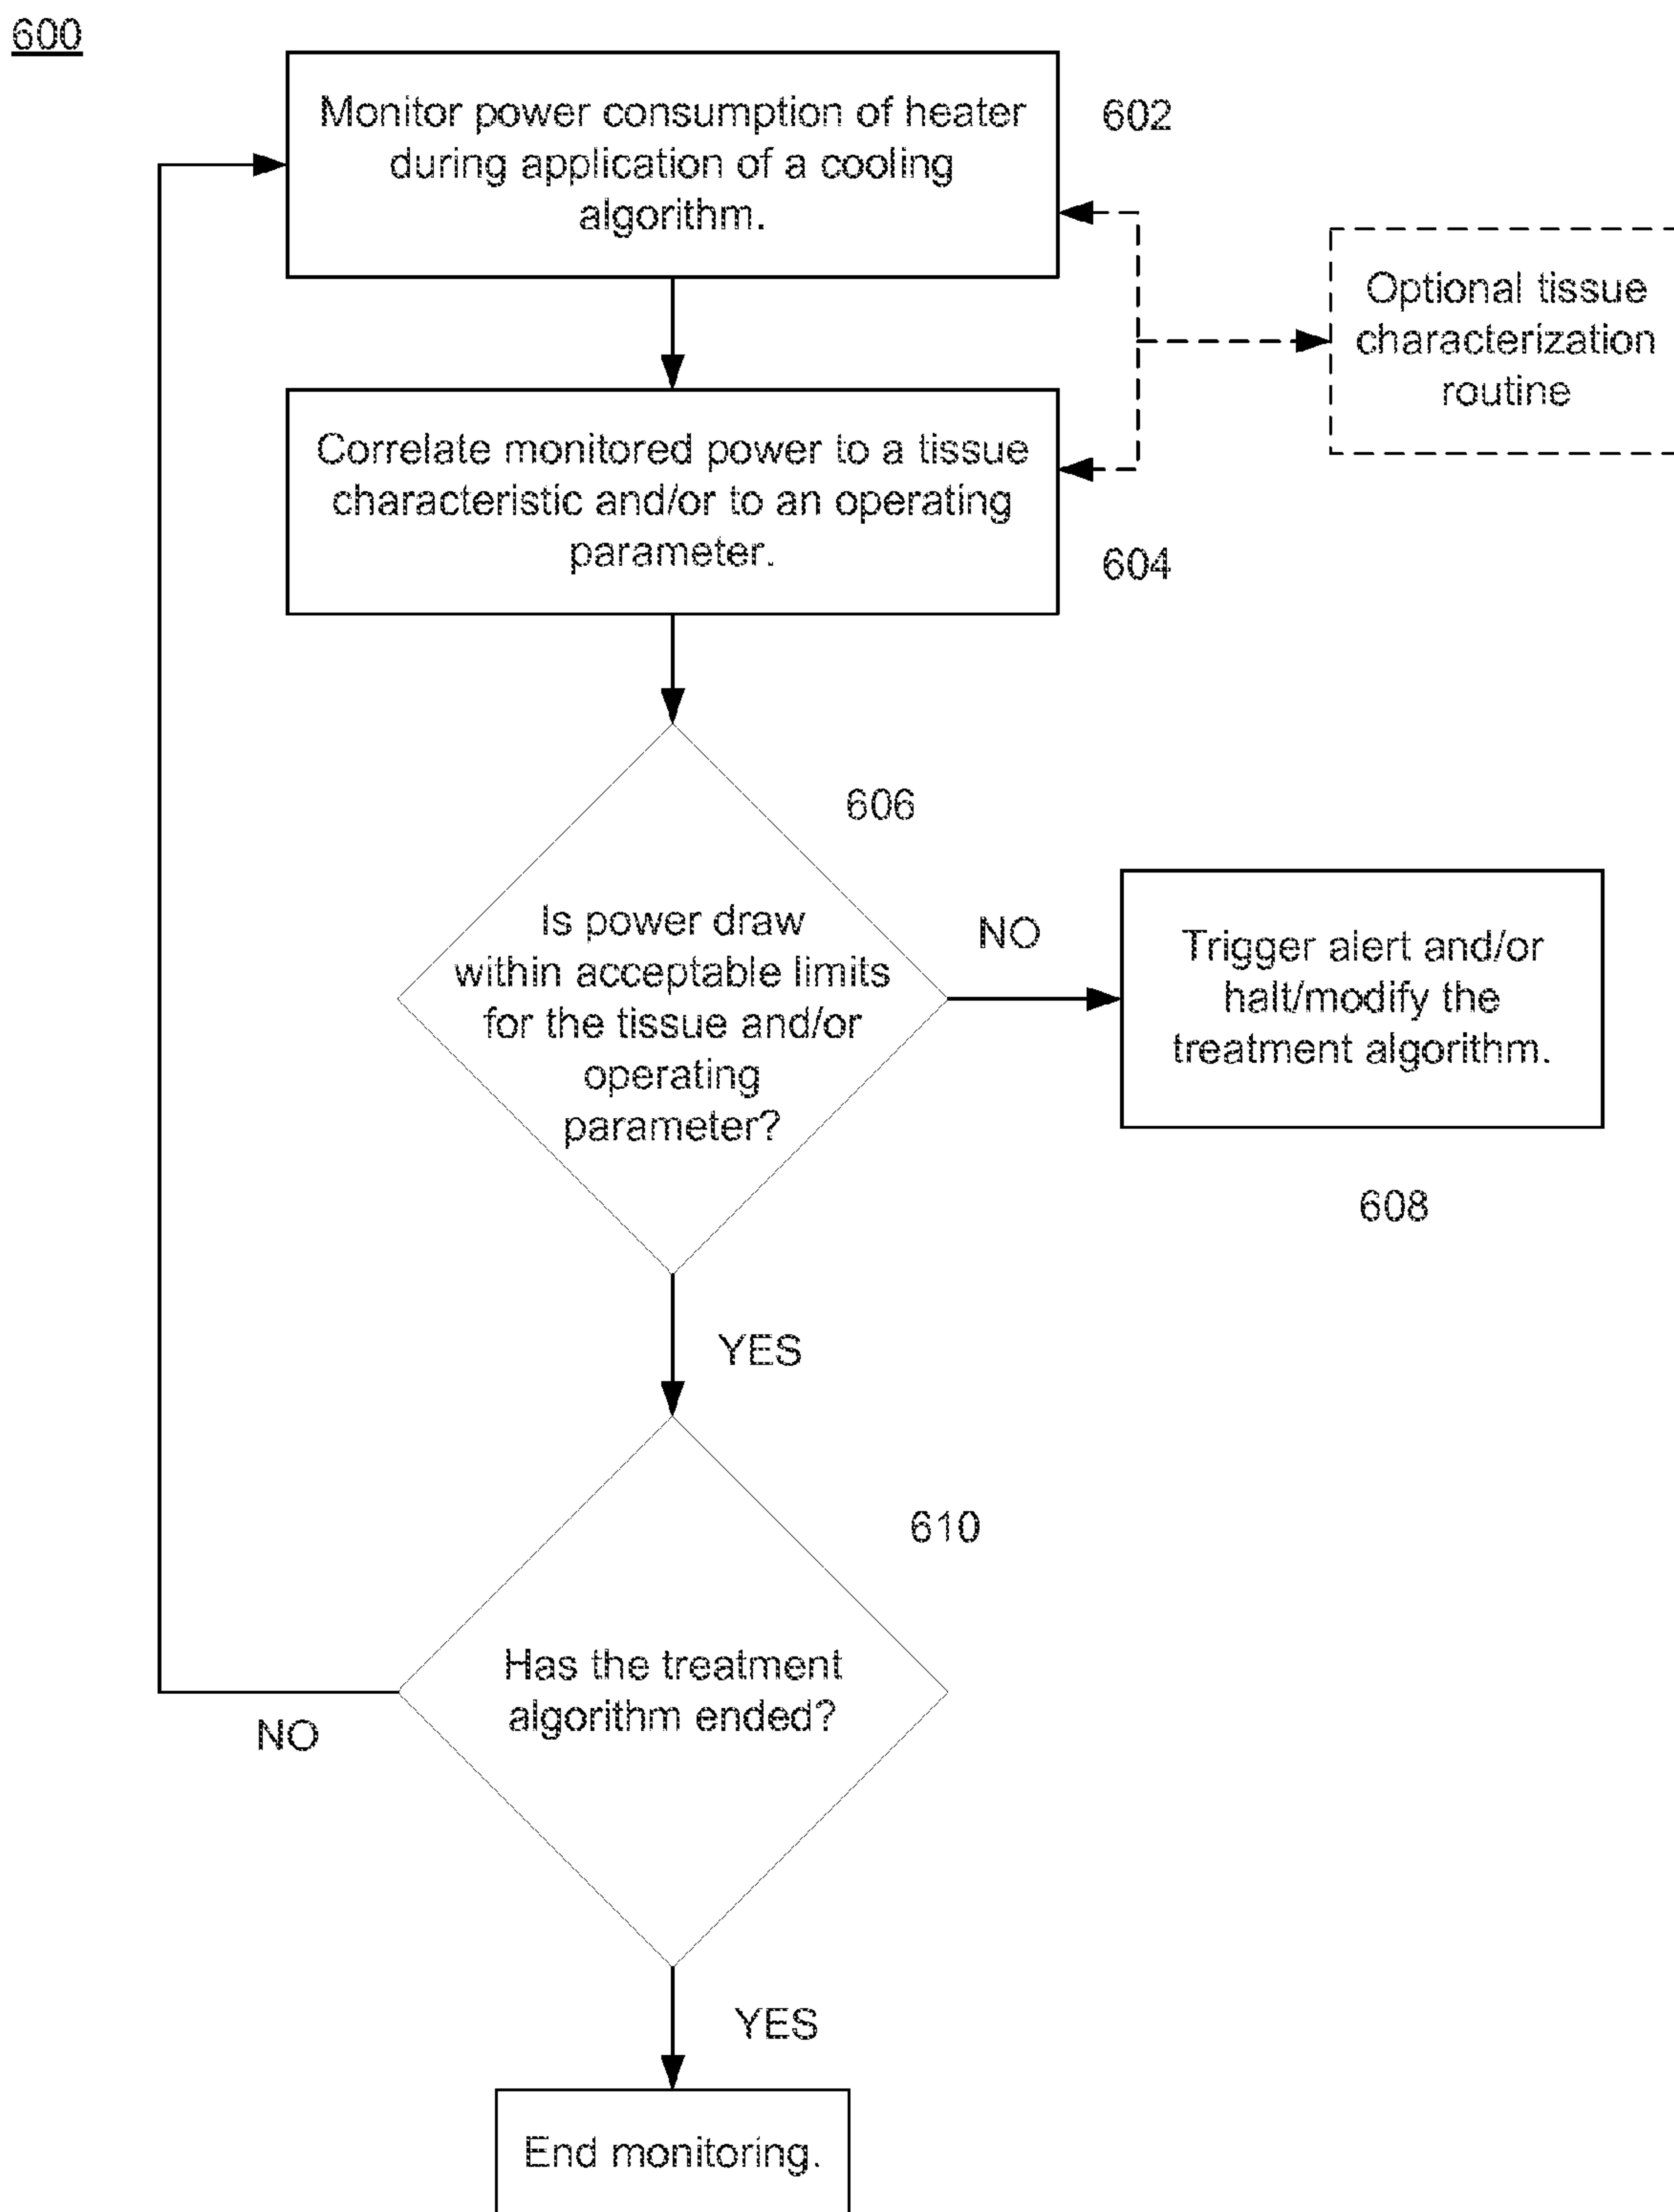 600
Monitor power consumption of heater
during application of a cooling
algorithm.
602
Optional tissue
characterization
routine
Correlate monitored power to a tissue
characteristic and/or to an operating
parameter.
604
606
Is power draw
within acceptable limits
for the tissue and/or
operating
parameter?
NO
Trigger alert and/or
halt/modify the
treatment algorithm.
608
YES
610
Has the treatment
algorithm ended?
NO
YES
End monitoring.